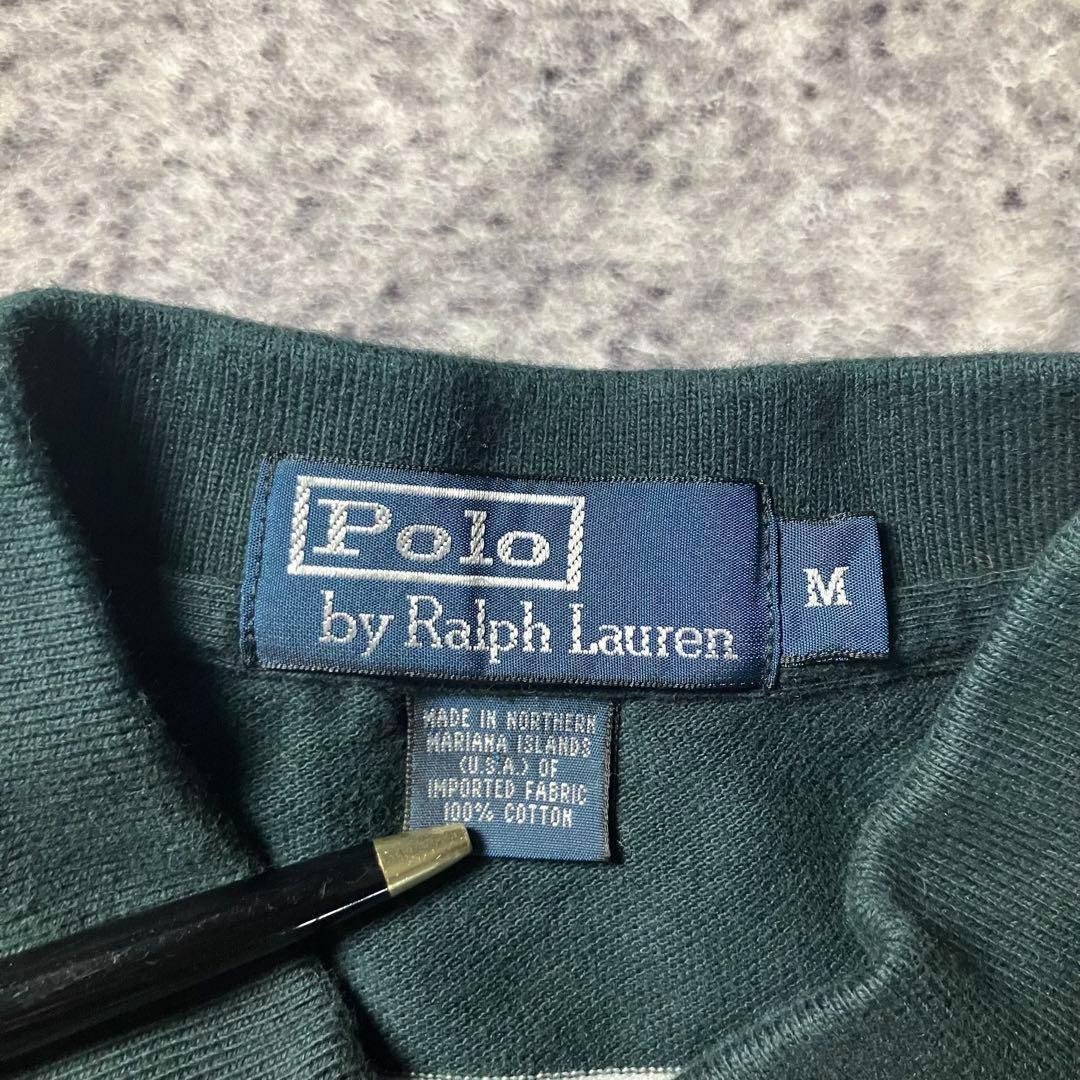 Polo
by Ralph Lauren
M
MADE IN NORTHERN
MARIANA ISLANDS
(U.S.A.) OF
IMPORTED FABRIC
100% COTTON